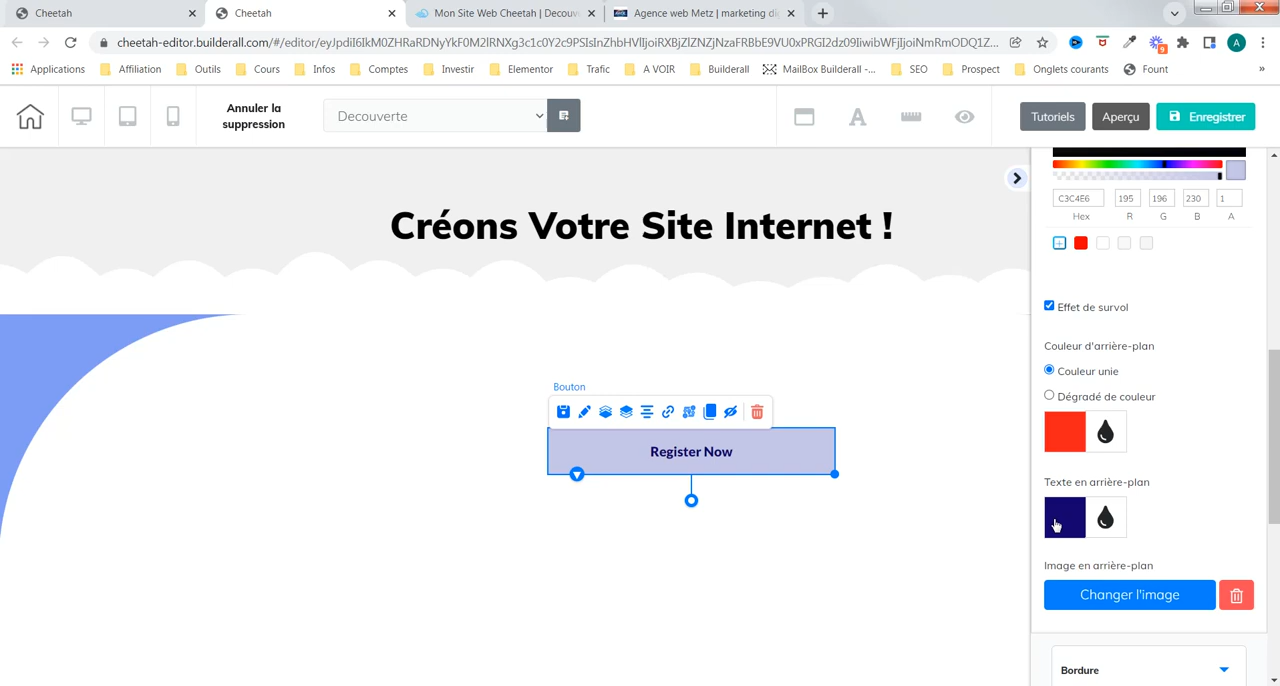 Cheetah
Cheetah
Mon Site Web Cheetah | Decouv
Agence web Metz | marketing di
cheetah-editor.builderall.com/#/editor/
Applications
Affiliation
Outils
Cours
Infos
Comptes
Investir
Elementor
Trafic
A VOIR
Builderall
MailBox Builderall -...
SEO
Prospect
Onglets courants
Fount
»
9
A
Annuler la
suppression
Decouverte
Tutoriels
Aperçu
Enregistrer
Créons Votre Site Internet !
C3C4E6
195
196
230
1
Hex
R
G
B
A
Effet de survol
Couleur d'arrière-plan
Couleur unie
Dégradé de couleur
Bouton
Register Now
Texte en arrière-plan
Image en arrière-plan
Changer l'image
Bordure